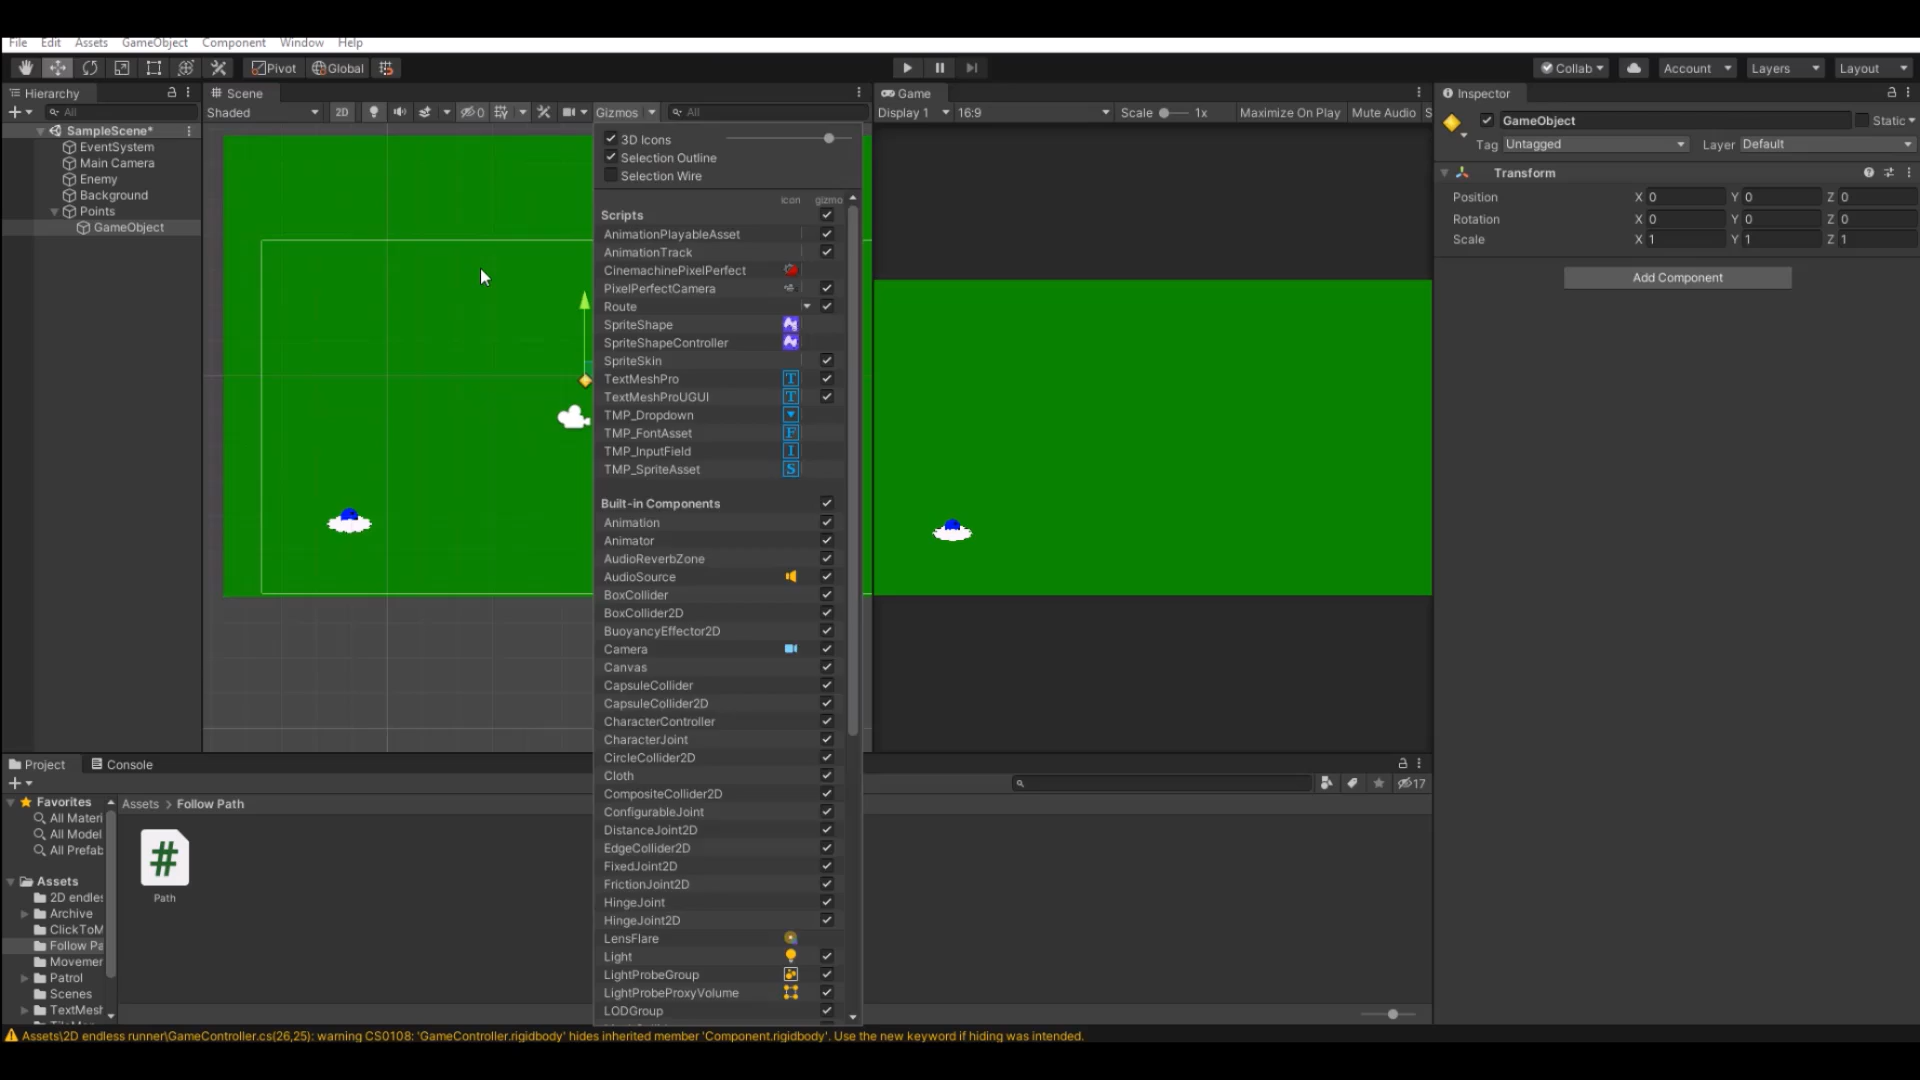 File Edit Assets GameObject Component Window Help
Pivot Global Collab Account Layers Layout
Hierarchy Scene Game Inspector
All Shaded 2D 0 Gizmos All Display 1 16:9 Scale 1x Maximize On Play Mute Audio S
SampleScene*
EventSystem
Main Camera
Enemy
Background
Points
GameObject
3D Icons
Selection Outline
Selection Wire
icon gizmo
Scripts
AnimationPlayableAsset
AnimationTrack
CinemachinePixelPerfect
PixelPerfectCamera
Route
SpriteShape
SpriteShapeController
SpriteSkin
TextMeshPro T
TextMeshProUGUI T
TMP_Dropdown
TMP_FontAsset F
TMP_InputField I
TMP_SpriteAsset S
Built-in Components
Animation
Animator
AudioReverbZone
AudioSource
BoxCollider
BoxCollider2D
BuoyancyEffector2D
Camera
Canvas
CapsuleCollider
CapsuleCollider2D
CharacterController
CharacterJoint
CircleCollider2D
Cloth
CompositeCollider2D
ConfigurableJoint
DistanceJoint2D
EdgeCollider2D
FixedJoint2D
FrictionJoint2D
HingeJoint
HingeJoint2D
LensFlare
Light
LightProbeGroup
LightProbeProxyVolume
LODGroup
GameObject Static
Tag Untagged Layer Default
Transform
Position X 0 Y 0 Z 0
Rotation X 0 Y 0 Z 0
Scale X 1 Y 1 Z 1
Add Component
Project Console
17
Favorites
All Materi
All Model
All Prefab
Assets
2D endles
Archive
ClickToM
Follow Pa
Movemer
Patrol
Scenes
TextMesh
Assets > Follow Path
#
Path
Assets\2D endless runner\GameController.cs(26,25): warning CS0108: 'GameController.rigidbody' hides inherited member 'Component.rigidbody'. Use the new keyword if hiding was intended.